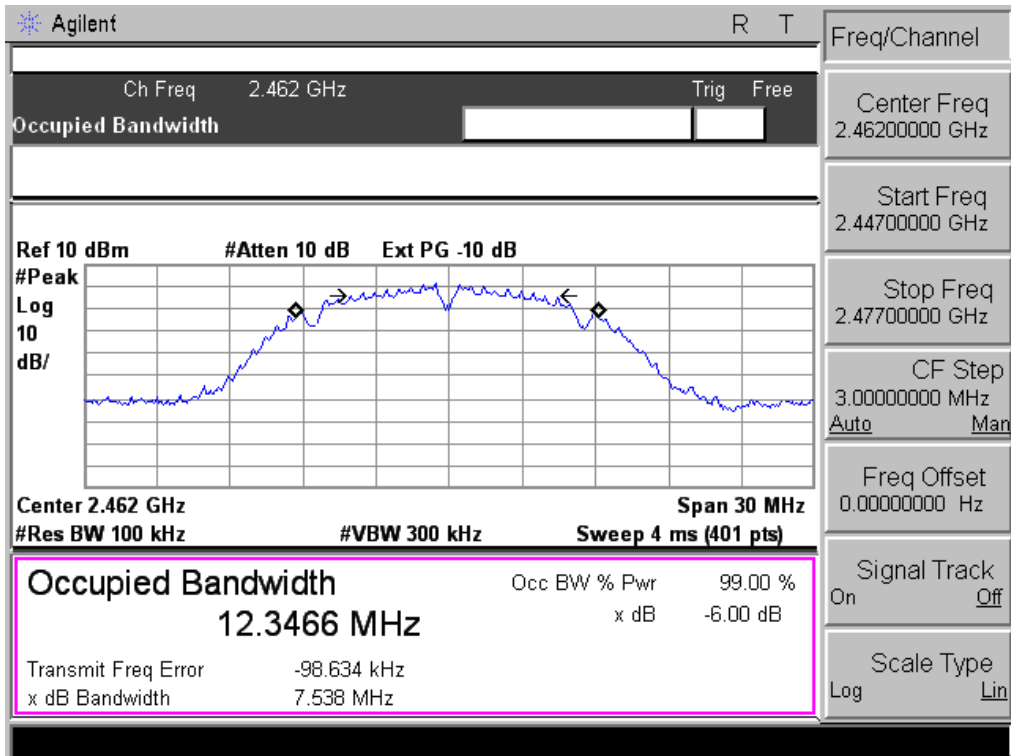 Agilent R T
Ch Freq 2.462 GHz Trig Free
Occupied Bandwidth
Ref 10 dBm #Atten 10 dB Ext PG -10 dB
#Peak
Log
10
dB/
Center 2.462 GHz Span 30 MHz
#Res BW 100 kHz #VBW 300 kHz Sweep 4 ms (401 pts)
Occupied Bandwidth
12.3466 MHz
Occ BW % Pwr 99.00 %
x dB -6.00 dB
Transmit Freq Error -98.634 kHz
x dB Bandwidth 7.538 MHz
Freq/Channel
Center Freq
2.46200000 GHz
Start Freq
2.44700000 GHz
Stop Freq
2.47700000 GHz
CF Step
3.00000000 MHz
Auto Man
Freq Offset
0.00000000 Hz
Signal Track
On Off
Scale Type
Log Lin